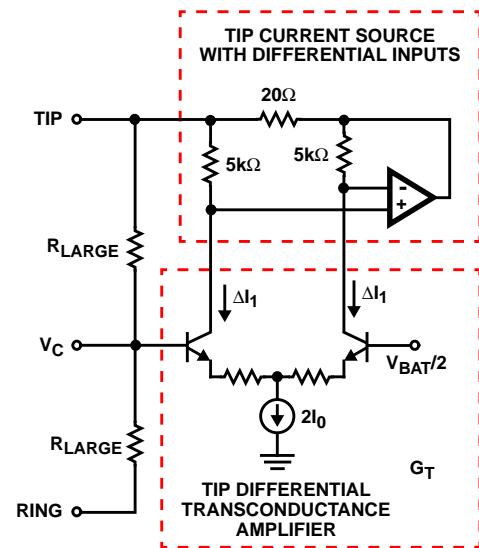 TIP CURRENT SOURCE
WITH DIFFERENTIAL INPUTS
20Ω
TIP
5kΩ
5kΩ
-
+
RLARGE
ΔI1
ΔI1
VC
VBAT/2
2I0
RLARGE
GT
TIP DIFFERENTIAL
TRANSCONDUCTANCE
AMPLIFIER
RING